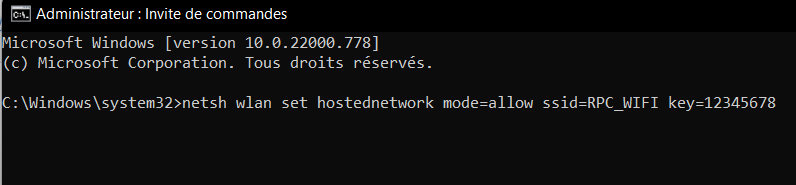 Administrateur : Invite de commandes
Microsoft Windows [version 10.0.22000.778]
(c) Microsoft Corporation. Tous droits réservés.
C:\Windows\system32>netsh wlan set hostednetwork mode=allow ssid=RPC_WIFI key=12345678